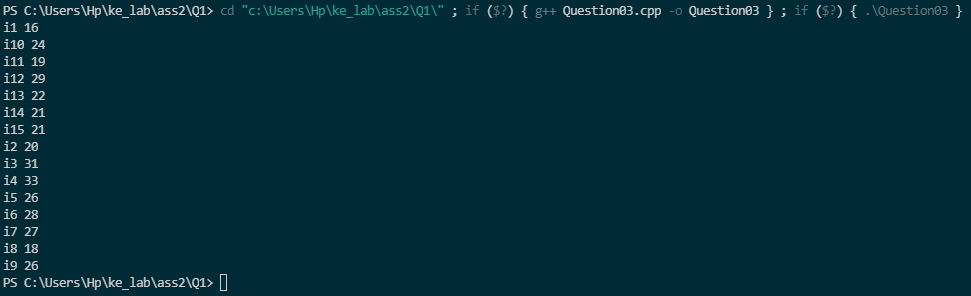 PS C:\Users\Hp\ke_lab\ass2\Q1> cd "c:\Users\Hp\ke_lab\ass2\Q1\" ; if ($?) { g++ Question03.cpp -o Question03 } ; if ($?) { .\Question03 }
i1 16
i10 24
i11 19
i12 29
i13 22
i14 21
i15 21
i2 20
i3 31
i4 33
i5 26
i6 28
i7 27
i8 18
i9 26
PS C:\Users\Hp\ke_lab\ass2\Q1>